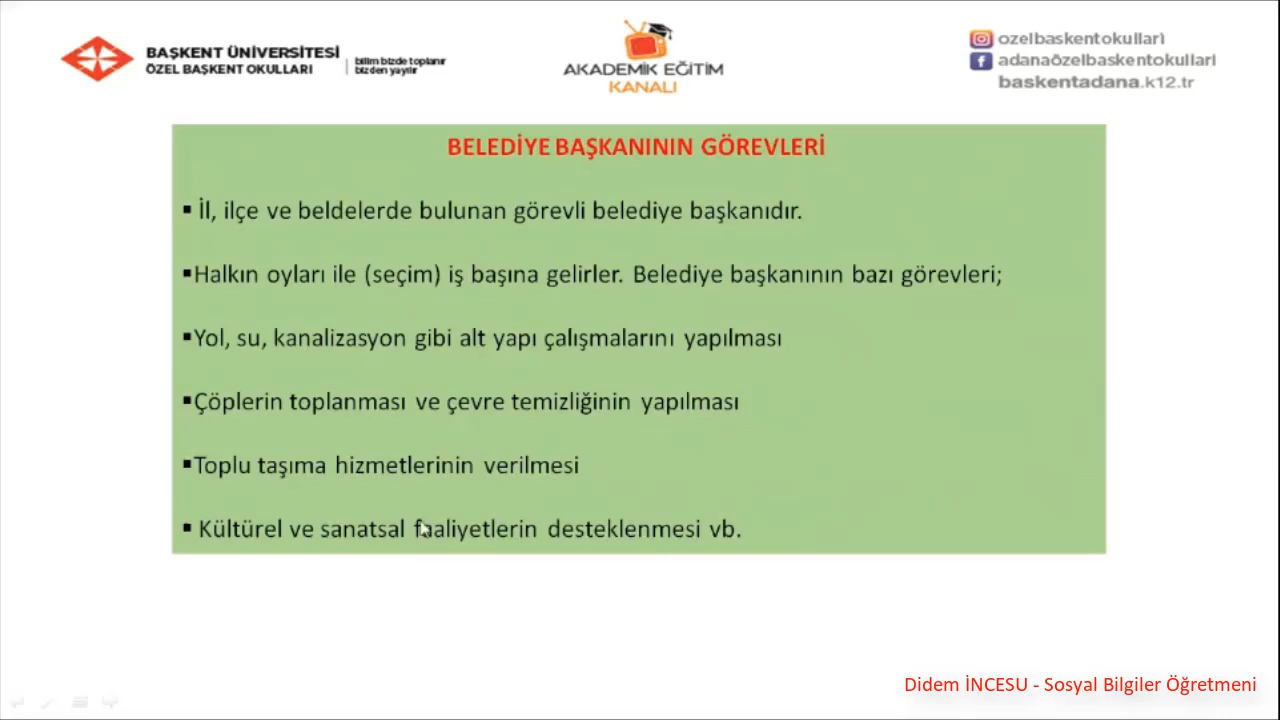 BAŞKENT ÜNİVERSİTESİ
ÖZEL BAŞKENT OKULLARI
bilim bizde toplanır
bizden yayılır
AKADEMİK EĞİTİM
KANALI
ozelbaskentokullari
adanaözelbaskentokullari
baskentadana.k12.tr
BELEDİYE BAŞKANININ GÖREVLERİ
▪ İl, ilçe ve beldelerde bulunan görevli belediye başkanıdır.
▪Halkın oyları ile (seçim) iş başına gelirler. Belediye başkanının bazı görevleri;
▪Yol, su, kanalizasyon gibi alt yapı çalışmalarını yapılması
▪Çöplerin toplanması ve çevre temizliğinin yapılması
▪Toplu taşıma hizmetlerinin verilmesi
▪ Kültürel ve sanatsal faaliyetlerin desteklenmesi vb.
Didem İNCESU - Sosyal Bilgiler Öğretmeni